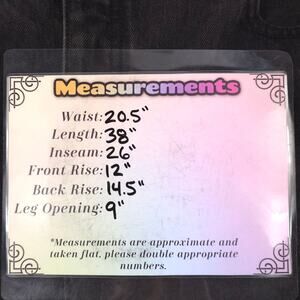 Measurements
Waist: 20.5"
Length: 38"
Inseam: 26"
Front Rise: 12"
Back Rise: 14.5"
Leg Opening: 9"
*Measurements are approximate and
taken flat, please double appropriate
numbers.